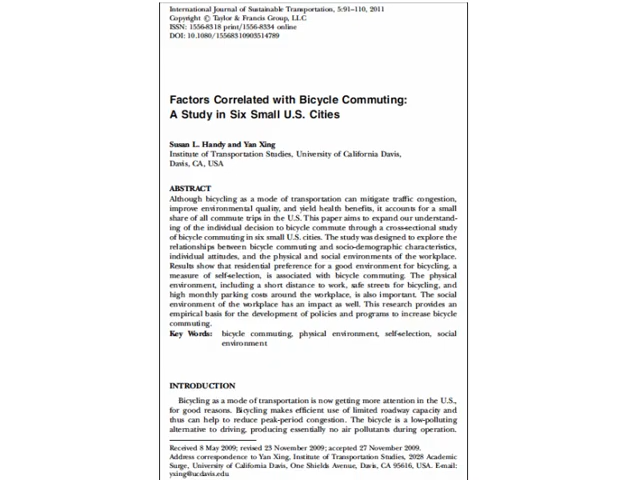 International Journal of Sustainable Transportation, 5:91–110, 2011
Copyright © Taylor & Francis Group, LLC
ISSN: 1556-8318 print/1556-8334 online
DOI: 10.1080/15568310903514789
Factors Correlated with Bicycle Commuting:
A Study in Six Small U.S. Cities
Susan L. Handy and Yan Xing
Institute of Transportation Studies, University of California Davis,
Davis, CA, USA
ABSTRACT
Although bicycling as a mode of transportation can mitigate traffic congestion,
improve environmental quality, and yield health benefits, it accounts for a small
share of all commute trips in the U.S. This paper aims to expand our understand-
ing of the individual decision to bicycle commute through a cross-sectional study
of bicycle commuting in six small U.S. cities. The study was designed to explore the
relationships between bicycle commuting and socio-demographic characteristics,
individual attitudes, and the physical and social environments of the workplace.
Results show that residential preference for a good environment for bicycling, a
measure of self-selection, is associated with bicycle commuting. The physical
environment, including a short distance to work, safe streets for bicycling, and
high monthly parking costs around the workplace, is also important. The social
environment of the workplace has an impact as well. This research provides an
empirical basis for the development of policies and programs to increase bicycle
commuting.
Key Words: bicycle commuting, physical environment, self-selection, social
environment
INTRODUCTION
Bicycling as a mode of transportation is now getting more attention in the U.S.,
for good reasons. Bicycling makes efficient use of limited roadway capacity and
thus can help to reduce peak-period congestion. The bicycle is a low-polluting
alternative to driving, producing essentially no air pollutants during operation.
Received 8 May 2009; revised 23 November 2009; accepted 27 November 2009.
Address correspondence to Yan Xing, Institute of Transportation Studies, 2028 Academic
Surge, University of California Davis, One Shields Avenue, Davis, CA 95616, USA. E-mail:
yxing@ucdavis.edu